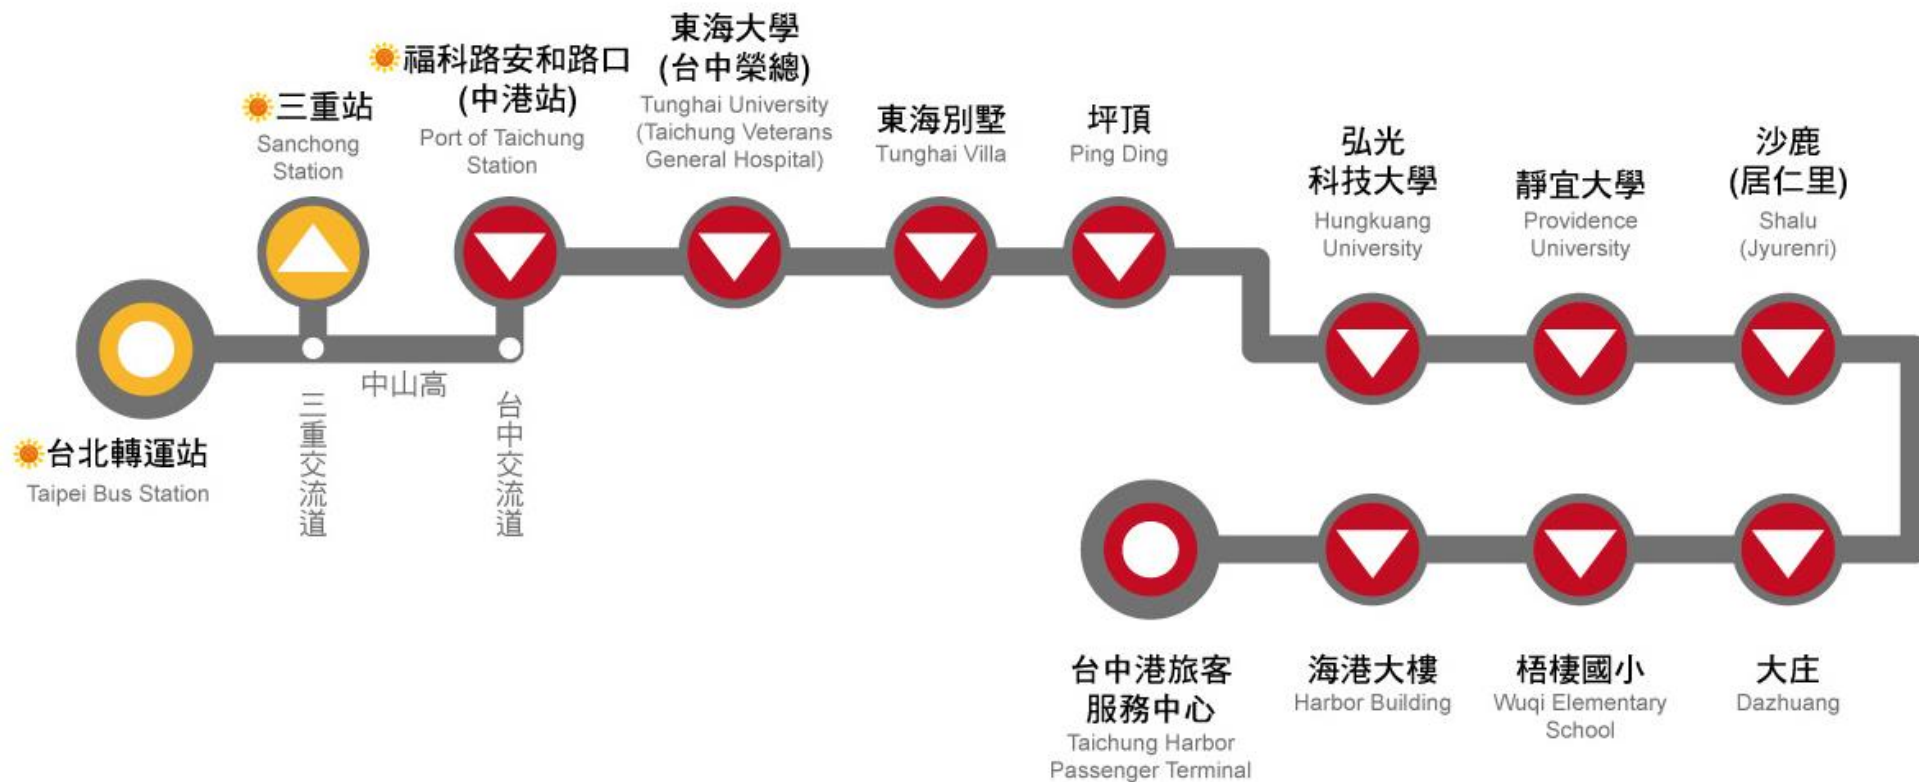 台北轉運站
Taipei Bus Station
三重站
Sanchong
Station
三重交流道
中山高
台中交流道
福科路安和路口
(中港站)
Port of Taichung
Station
東海大學
(台中榮總)
Tunghai University
(Taichung Veterans
General Hospital)
東海別墅
Tunghai Villa
坪頂
Ping Ding
弘光
科技大學
Hungkuang
University
靜宜大學
Providence
University
沙鹿
(居仁里)
Shalu
(Jyurenri)
大庄
Dazhuang
梧棲國小
Wuqi Elementary
School
海港大樓
Harbor Building
台中港旅客
服務中心
Taichung Harbor
Passenger Terminal